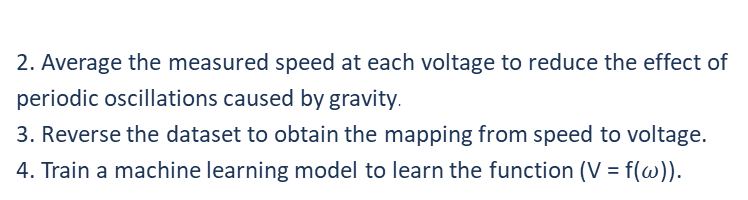 2. Average the measured speed at each voltage to reduce the effect of
periodic oscillations caused by gravity.
3. Reverse the dataset to obtain the mapping from speed to voltage.
4. Train a machine learning model to learn the function (V = f(ω)).